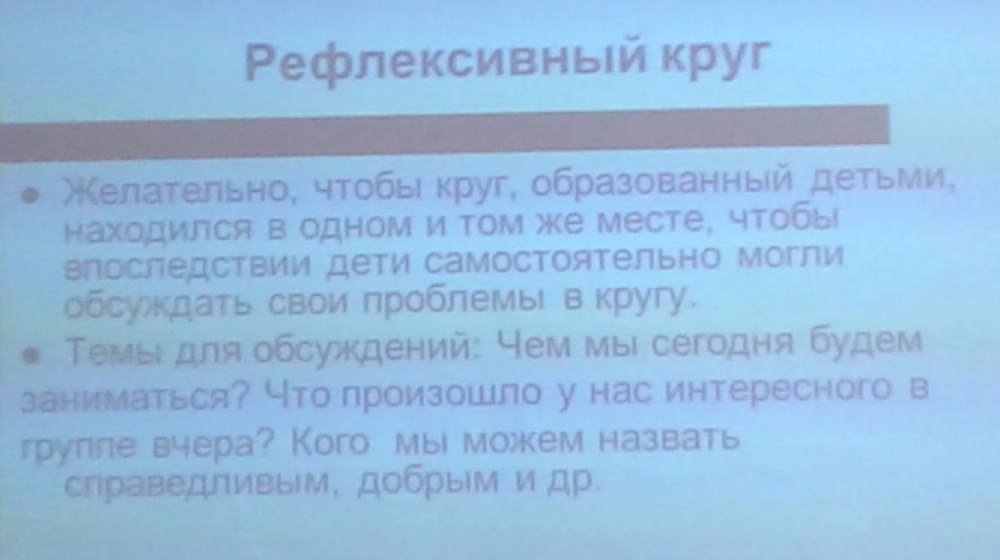 Рефлексивный круг
• Желательно, чтобы круг, образованный детьми,
находился в одном и том же месте, чтобы
впоследствии дети самостоятельно могли
обсуждать свои проблемы в кругу.
• Темы для обсуждений: Чем мы сегодня будем
заниматься? Что произошло у нас интересного в
группе вчера? Кого мы можем назвать
справедливым, добрым и др.